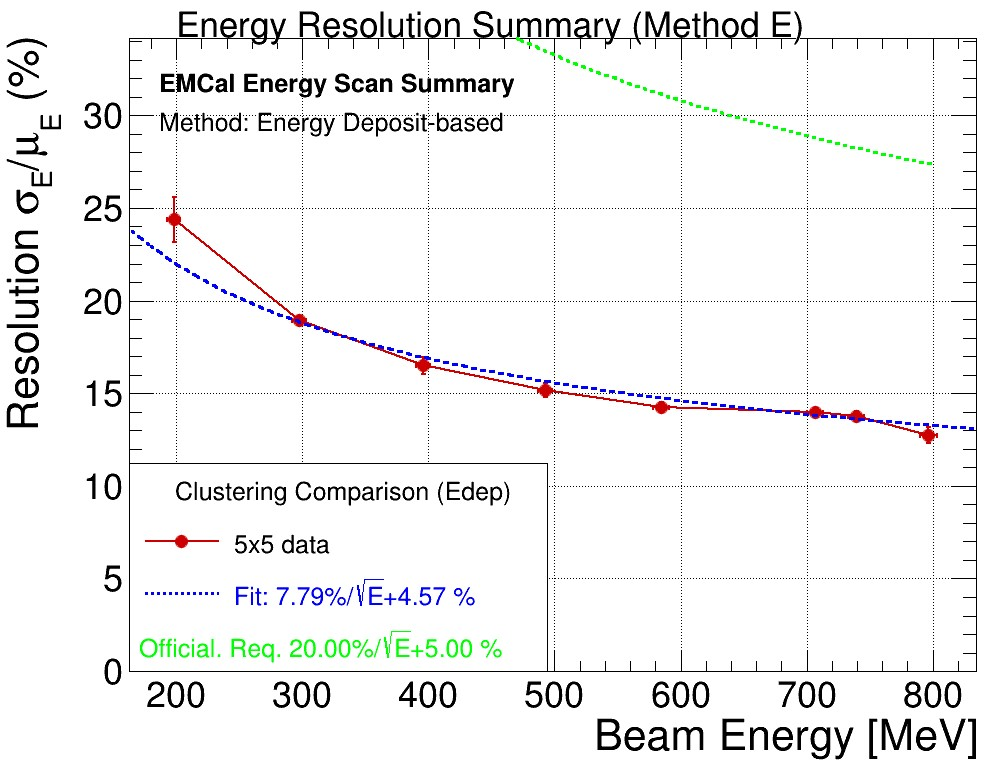 Energy Resolution Summary (Method E)
Resolution σ_E/μ_E (%)
EMCal Energy Scan Summary
Method: Energy Deposit-based
30
25
20
15
10
5
0
Clustering Comparison (Edep)
5x5 data
Fit: 7.79%/√E+4.57 %
Official. Req. 20.00%/√E+5.00 %
200 300 400 500 600 700 800
Beam Energy [MeV]